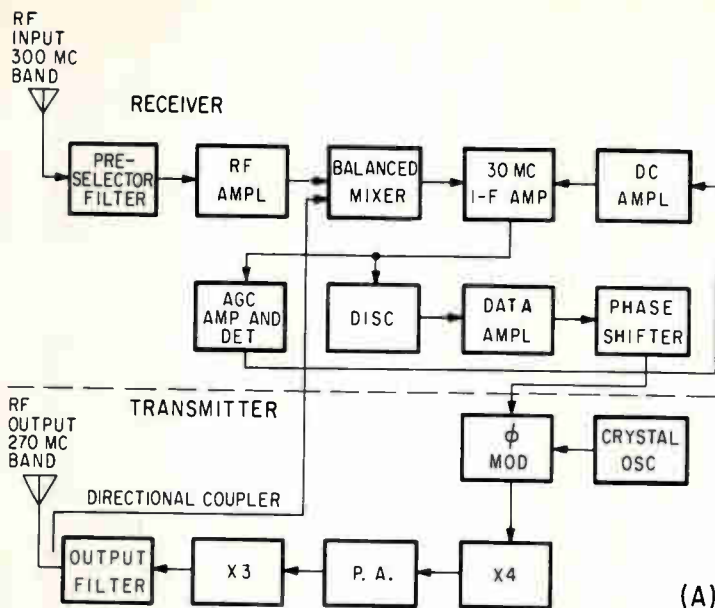 RF
INPUT
300 MC
BAND
RECEIVER
PRE-
SELECTOR
FILTER
RF
AMPL
BALANCED
MIXER
30 MC
I-F AMP
DC
AMPL
AGC
AMP AND
DET
DISC
DATA
AMPL
PHASE
SHIFTER
TRANSMITTER
RF
OUTPUT
270 MC
BAND
ϕ
MOD
CRYSTAL
OSC
DIRECTIONAL COUPLER
OUTPUT
FILTER
X3
P. A.
X4
(A)